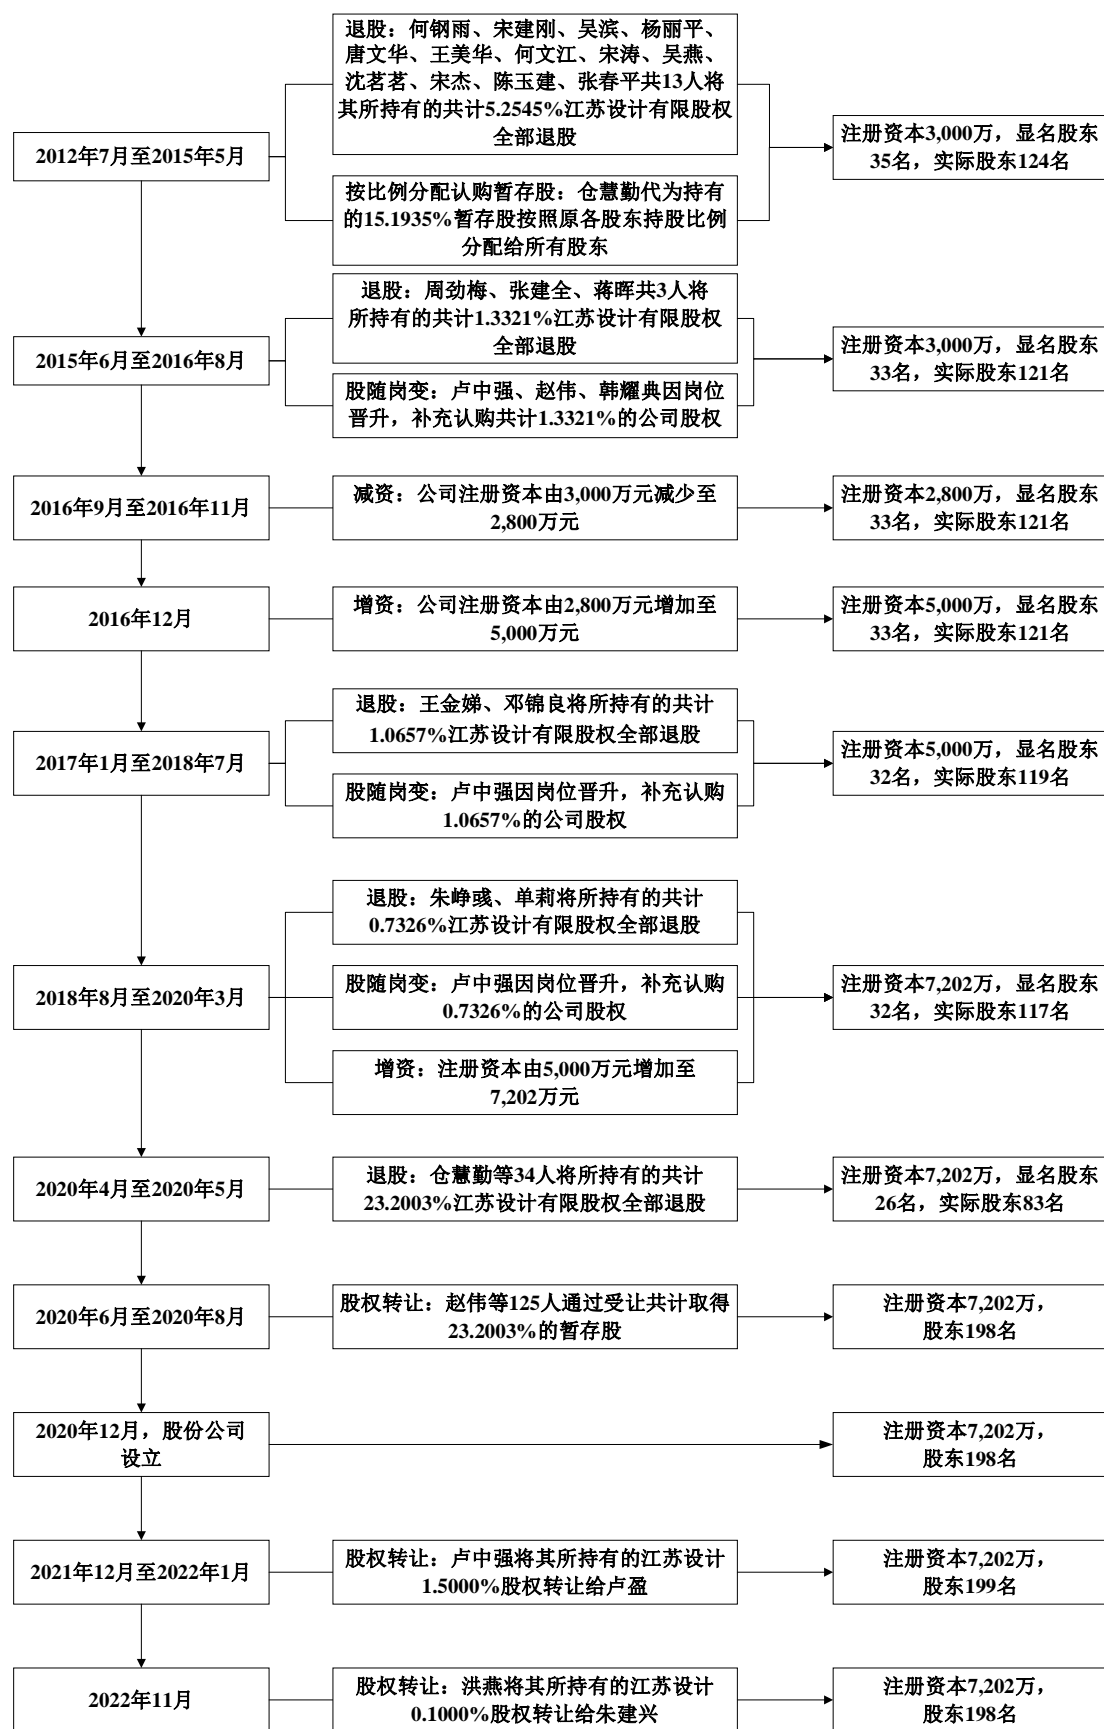 退股：何钢雨、宋建刚、吴滨、杨丽平、
唐文华、王美华、何文江、宋涛、吴燕、
沈茗茗、宋杰、陈玉建、张春平共13人将
其所持有的共计5.2545%江苏设计有限股权
全部退股
2012年7月至2015年5月
注册资本3,000万，显名股东
35名，实际股东124名
按比例分配认购暂存股：仓慧勤代为持有
的15.1935%暂存股按照原各股东持股比例
分配给所有股东
退股：周劲梅、张建全、蒋晖共3人将
所持有的共计1.3321%江苏设计有限股权
全部退股
2015年6月至2016年8月
注册资本3,000万，显名股东
33名，实际股东121名
股随岗变：卢中强、赵伟、韩耀典因岗位
晋升，补充认购共计1.3321%的公司股权
2016年9月至2016年11月
减资：公司注册资本由3,000万元减少至
2,800万元
注册资本2,800万，显名股东
33名，实际股东121名
2016年12月
增资：公司注册资本由2,800万元增加至
5,000万元
注册资本5,000万，显名股东
33名，实际股东121名
退股：王金娣、邓锦良将所持有的共计
1.0657%江苏设计有限股权全部退股
2017年1月至2018年7月
注册资本5,000万，显名股东
32名，实际股东119名
股随岗变：卢中强因岗位晋升，补充认购
1.0657%的公司股权
退股：朱峥彧、单莉将所持有的共计
0.7326%江苏设计有限股权全部退股
2018年8月至2020年3月
股随岗变：卢中强因岗位晋升，补充认购
0.7326%的公司股权
注册资本7,202万，显名股东
32名，实际股东117名
增资：注册资本由5,000万元增加至
7,202万元
2020年4月至2020年5月
退股：仓慧勤等34人将所持有的共计
23.2003%江苏设计有限股权全部退股
注册资本7,202万，显名股东
26名，实际股东83名
2020年6月至2020年8月
股权转让：赵伟等125人通过受让共计取得
23.2003%的暂存股
注册资本7,202万，
股东198名
2020年12月，股份公司
设立
注册资本7,202万，
股东198名
2021年12月至2022年1月
股权转让：卢中强将其所持有的江苏设计
1.5000%股权转让给卢盈
注册资本7,202万，
股东199名
2022年11月
股权转让：洪燕将其所持有的江苏设计
0.1000%股权转让给朱建兴
注册资本7,202万，
股东198名